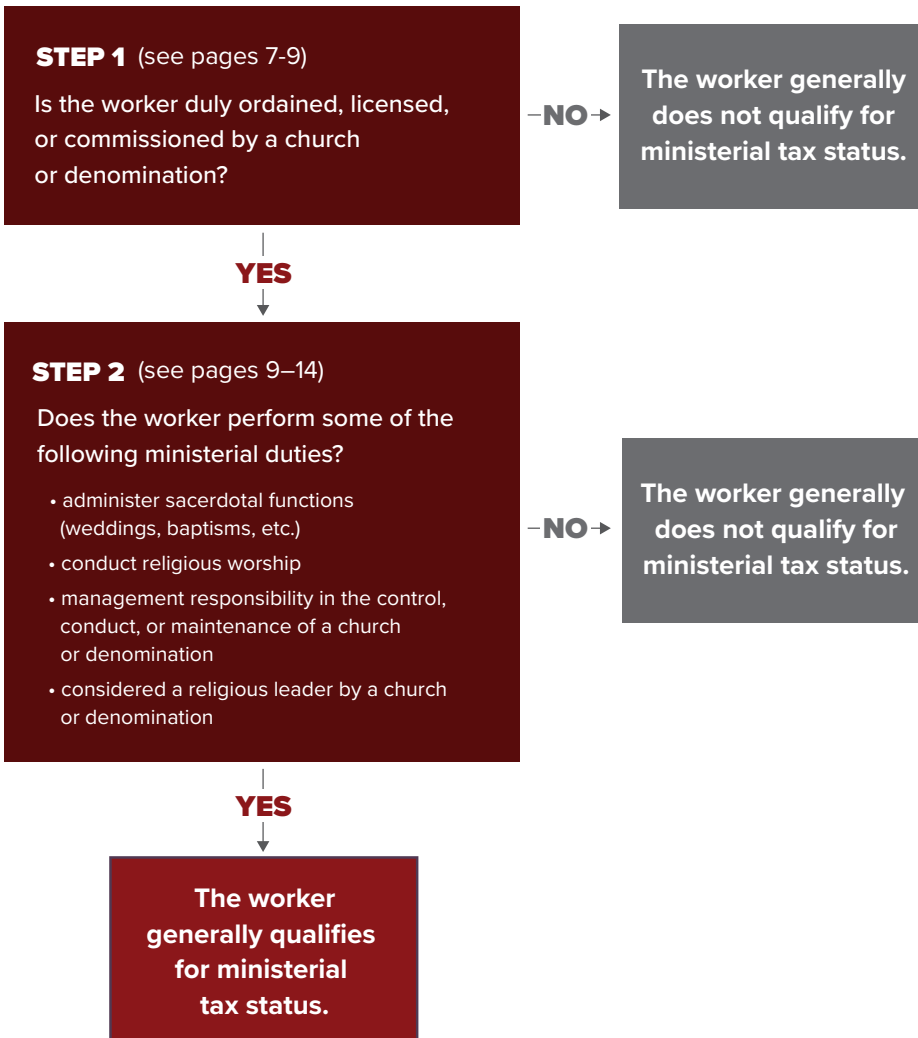 STEP 1 (see pages 7-9)
Is the worker duly ordained, licensed,
or commissioned by a church
or denomination?
NO
The worker generally
does not qualify for
ministerial tax status.
YES
STEP 2 (see pages 9–14)
Does the worker perform some of the
following ministerial duties?
• administer sacerdotal functions
(weddings, baptisms, etc.)
• conduct religious worship
• management responsibility in the control,
conduct, or maintenance of a church
or denomination
• considered a religious leader by a church
or denomination
NO
The worker generally
does not qualify for
ministerial tax status.
YES
The worker
generally qualifies
for ministerial
tax status.